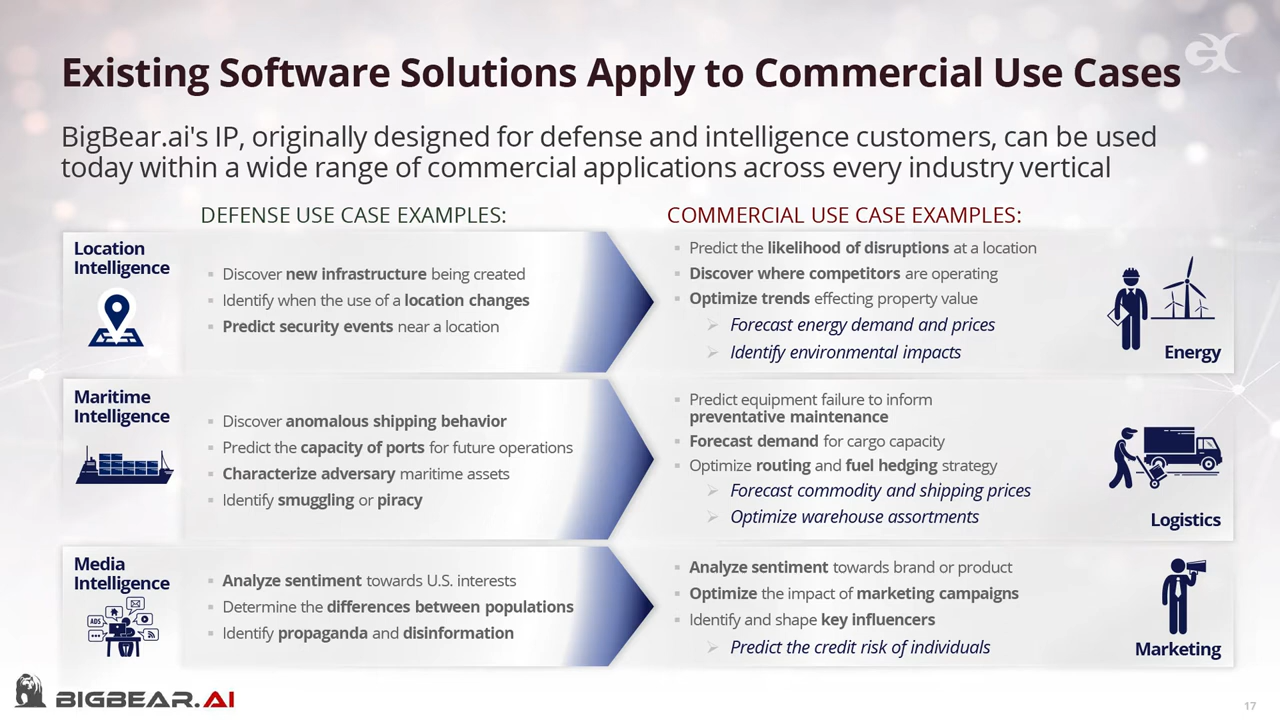 Existing Software Solutions Apply to Commercial Use Cases
BigBear.ai's IP, originally designed for defense and intelligence customers, can be used
today within a wide range of commercial applications across every industry vertical
DEFENSE USE CASE EXAMPLES:
COMMERCIAL USE CASE EXAMPLES:
Location
Intelligence
Discover new infrastructure being created
Identify when the use of a location changes
Predict security events near a location
Predict the likelihood of disruptions at a location
Discover where competitors are operating
Optimize trends effecting property value
Forecast energy demand and prices
Identify environmental impacts
Energy
Maritime
Intelligence
Discover anomalous shipping behavior
Predict the capacity of ports for future operations
Characterize adversary maritime assets
Identify smuggling or piracy
Predict equipment failure to inform
preventative maintenance
Forecast demand for cargo capacity
Optimize routing and fuel hedging strategy
Forecast commodity and shipping prices
Optimize warehouse assortments
Logistics
Media
Intelligence
ADS
Analyze sentiment towards U.S. interests
Determine the differences between populations
Identify propaganda and disinformation
Analyze sentiment towards brand or product
Optimize the impact of marketing campaigns
Identify and shape key influencers
Predict the credit risk of individuals
Marketing
BIGBEAR.AI
17